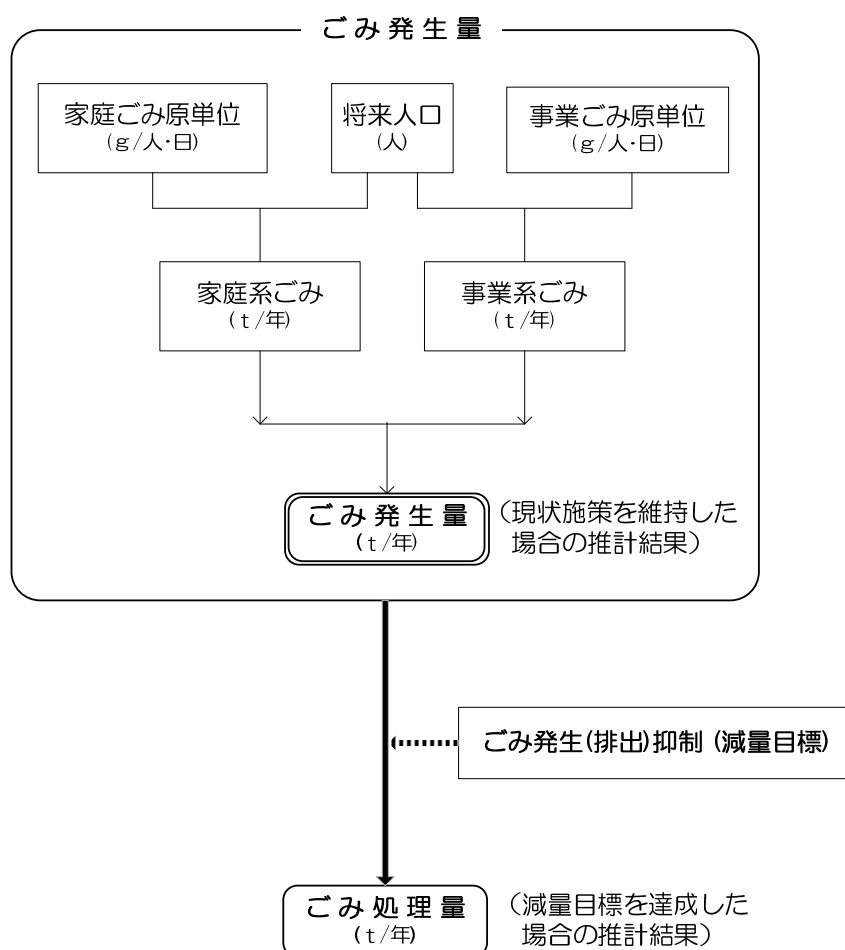 ごみ発生量
家庭ごみ原単位
(g/人・日)
将来人口
(人)
事業ごみ原単位
(g/人・日)
家庭系ごみ
(t/年)
事業系ごみ
(t/年)
ごみ発生量
(t/年)
(現状施策を維持した
場合の推計結果)
ごみ発生(排出)抑制(減量目標)
ごみ処理量
(t/年)
(減量目標を達成した
場合の推計結果)